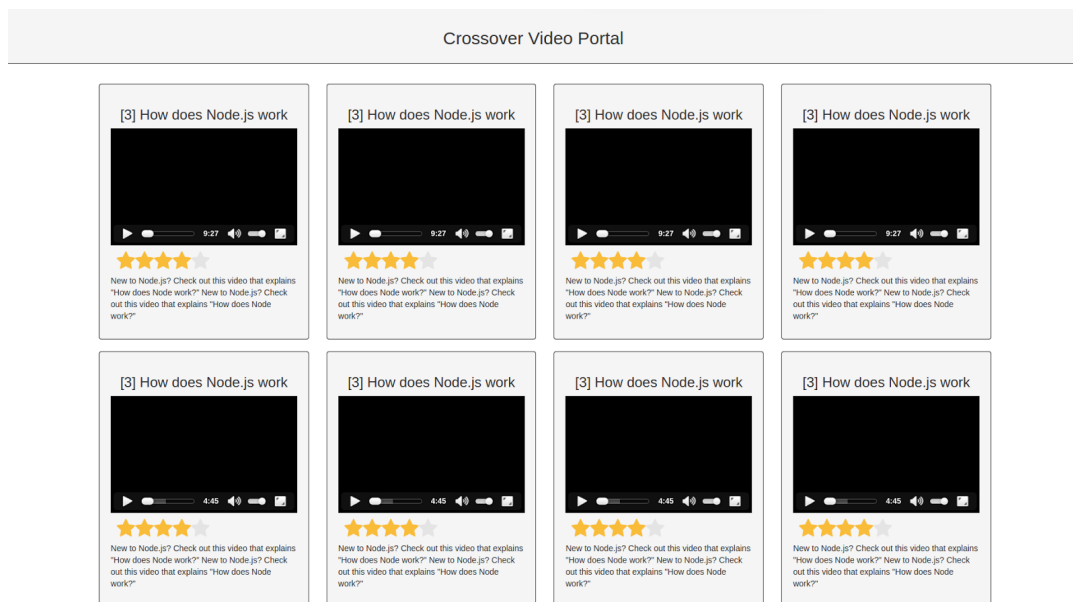 Crossover Video Portal
[3] How does Node.js work
9:27
New to Node.js? Check out this video that explains
"How does Node work?" New to Node.js? Check
out this video that explains "How does Node
work?"
[3] How does Node.js work
9:27
New to Node.js? Check out this video that explains
"How does Node work?" New to Node.js? Check
out this video that explains "How does Node
work?"
[3] How does Node.js work
9:27
New to Node.js? Check out this video that explains
"How does Node work?" New to Node.js? Check
out this video that explains "How does Node
work?"
[3] How does Node.js work
9:27
New to Node.js? Check out this video that explains
"How does Node work?" New to Node.js? Check
out this video that explains "How does Node
work?"
[3] How does Node.js work
4:45
New to Node.js? Check out this video that explains
"How does Node work?" New to Node.js? Check
out this video that explains "How does Node
work?"
[3] How does Node.js work
4:45
New to Node.js? Check out this video that explains
"How does Node work?" New to Node.js? Check
out this video that explains "How does Node
work?"
[3] How does Node.js work
4:45
New to Node.js? Check out this video that explains
"How does Node work?" New to Node.js? Check
out this video that explains "How does Node
work?"
[3] How does Node.js work
4:45
New to Node.js? Check out this video that explains
"How does Node work?" New to Node.js? Check
out this video that explains "How does Node
work?"